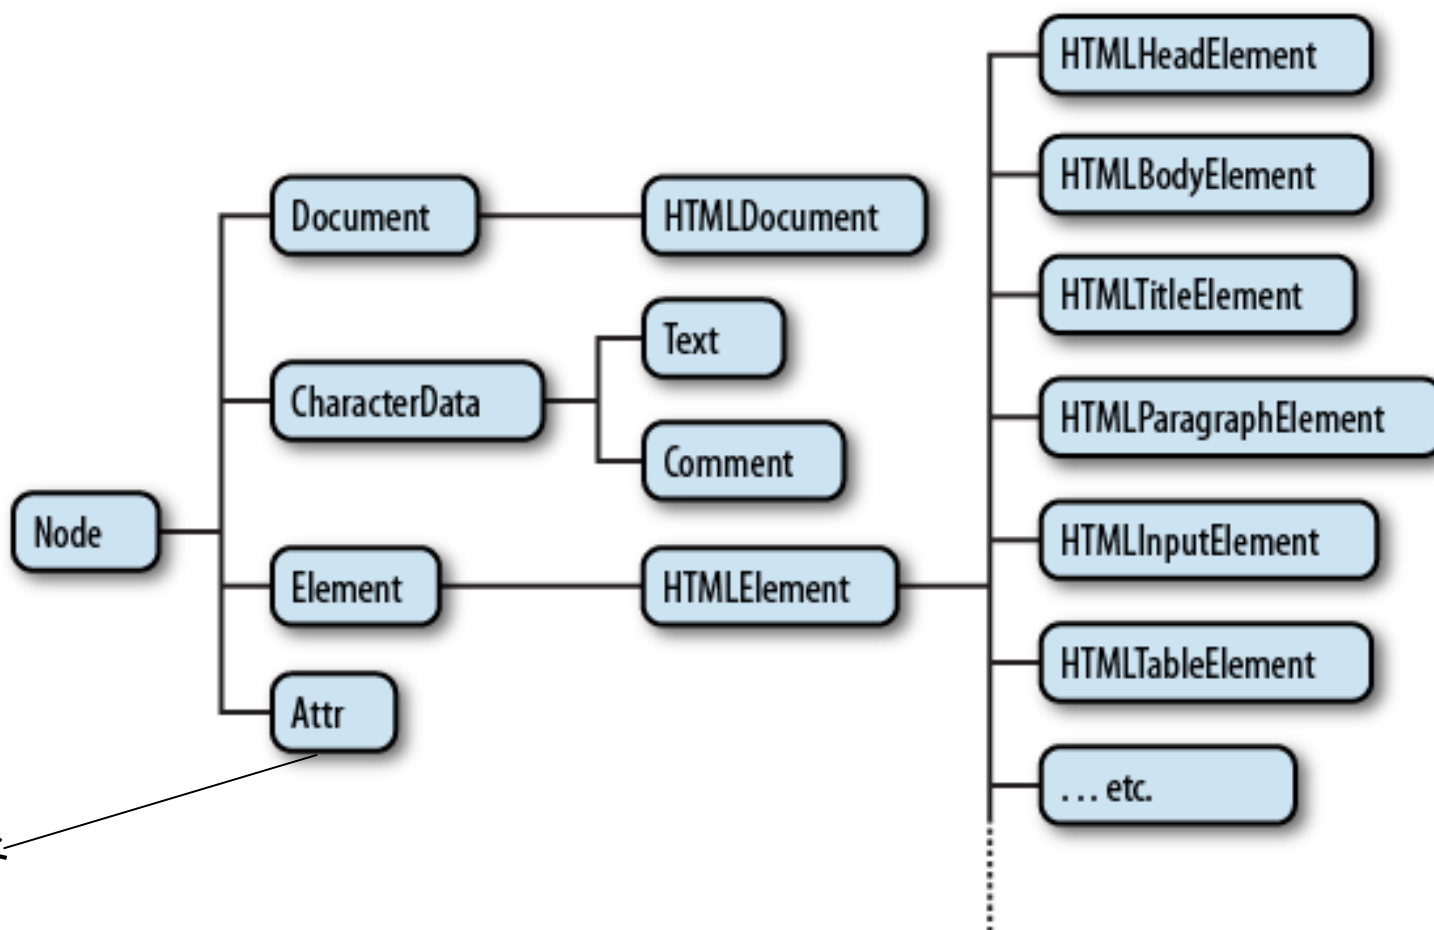 Node
Document
CharacterData
Element
Attr
HTMLDocument
Text
Comment
HTMLElement
HTMLHeadElement
HTMLBodyElement
HTMLTitleElement
HTMLParagraphElement
HTMLInputElement
HTMLTableElement
. . . etc.